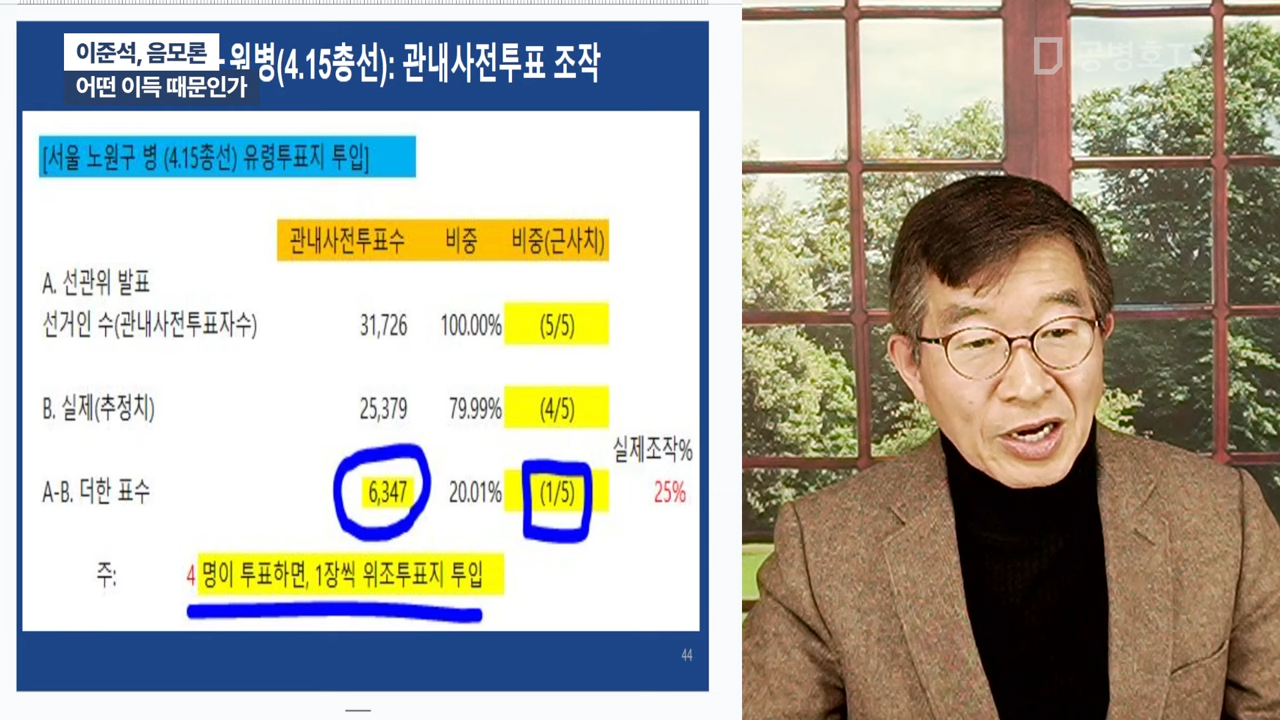 이준석, 음모론
어떤 이득 때문인가
원병(4.15총선): 관내사전투표 조작
공병호T
[서울 노원구 병 (4.15총선) 유령투표지 투입]
관내사전투표수 비중 비중(근사치)
A. 선관위 발표
선거인 수(관내사전투표자수) 31,726 100.00% (5/5)
B. 실제(추정치) 25,379 79.99% (4/5)
실제조작%
A-B. 더한 표수 6,347 20.01% (1/5) 25%
주: 4 명이 투표하면, 1장씩 위조투표지 투입
44